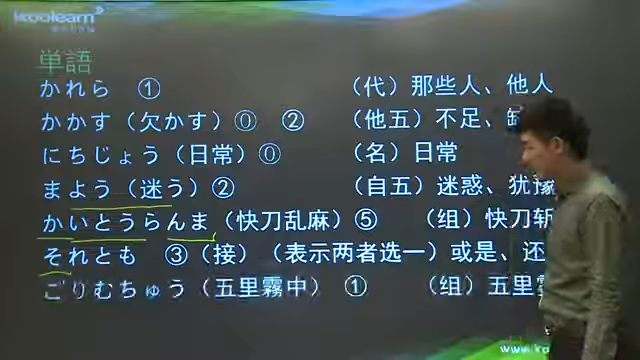 koolearn
単語
かれら ① （代）那些人、他人
かかす（欠かす）⓪ ② （他五）不足、
にちじょう（日常）⓪ （名）日常
まよう（迷う）② （自五）迷惑、犹豫
かいとうらんま（快刀乱麻）⑤ （组）快刀斩
それとも ③（接）（表示两者选一）或是、还
ごりむちゅう（五里霧中） ① （组）五里
www.ko